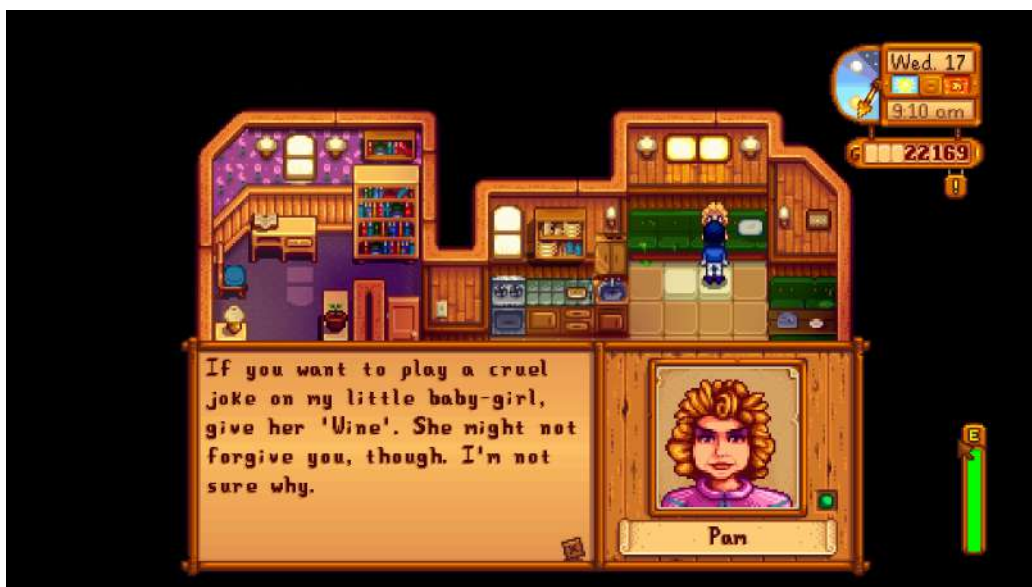 Wed. 17
9:10 am
G 22169
!
If you want to play a cruel
joke on my little baby-girl,
give her 'Wine'. She might not
forgive you, though. I'm not
sure why.
Pam
E